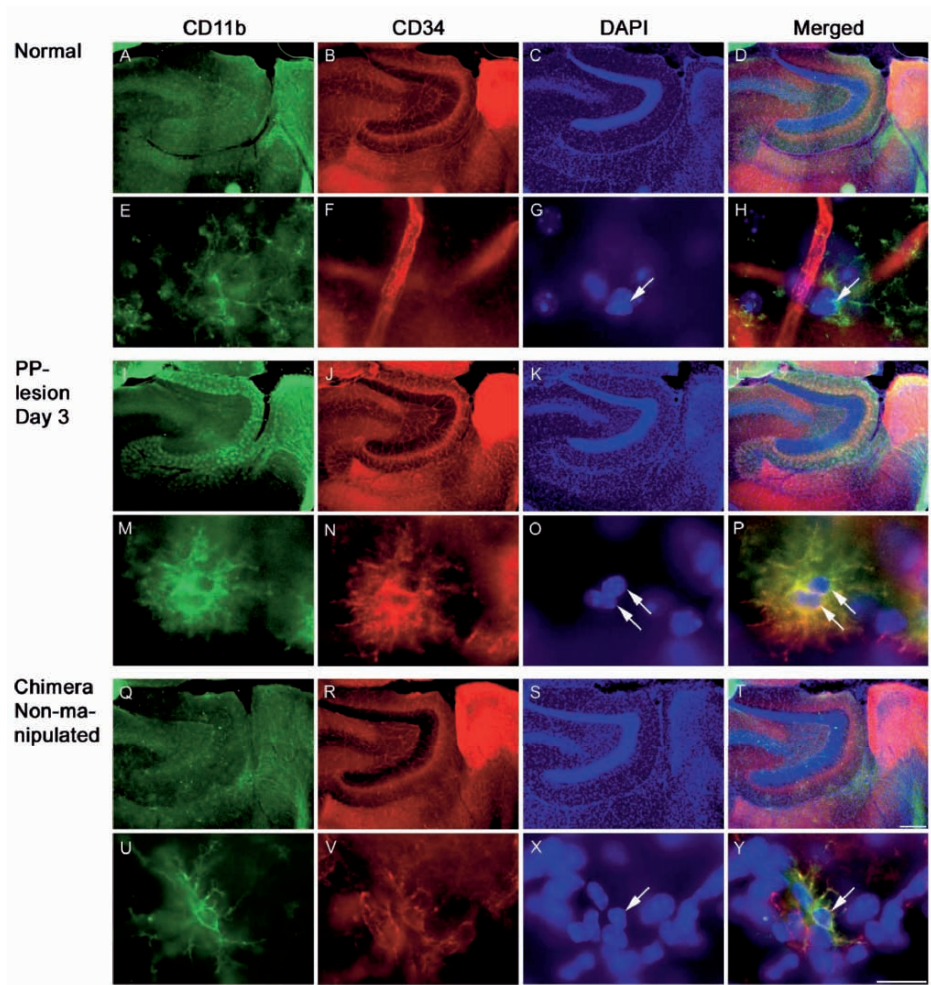 CD11b CD34 DAPI Merged
Normal
A B C D
E F G H
PP-
lesion
Day 3
I J K L
M N O P
Chimera
Non-ma-
nipulated
Q R S T
U V X Y